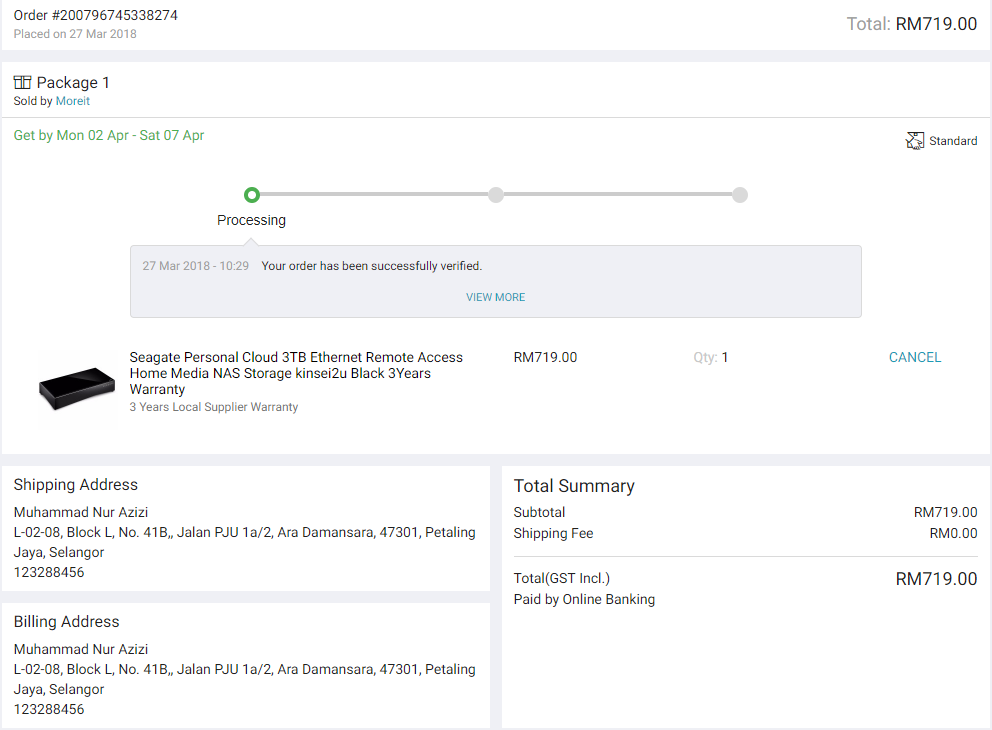 Order #200796745338274
Total: RM719.00
Placed on 27 Mar 2018
Package 1
Sold by Moreit
Get by Mon 02 Apr - Sat 07 Apr
Standard
Processing
27 Mar 2018 - 10:29 Your order has been successfully verified.
VIEW MORE
Seagate Personal Cloud 3TB Ethernet Remote Access
Home Media NAS Storage kinsei2u Black 3Years
Warranty
3 Years Local Supplier Warranty
RM719.00
Qty: 1
CANCEL
Shipping Address
Muhammad Nur Azizi
L-02-08, Block L, No. 41B,, Jalan PJU 1a/2, Ara Damansara, 47301, Petaling
Jaya, Selangor
123288456
Billing Address
Muhammad Nur Azizi
L-02-08, Block L, No. 41B,, Jalan PJU 1a/2, Ara Damansara, 47301, Petaling
Jaya, Selangor
123288456
Total Summary
Subtotal RM719.00
Shipping Fee RM0.00
Total(GST Incl.) RM719.00
Paid by Online Banking